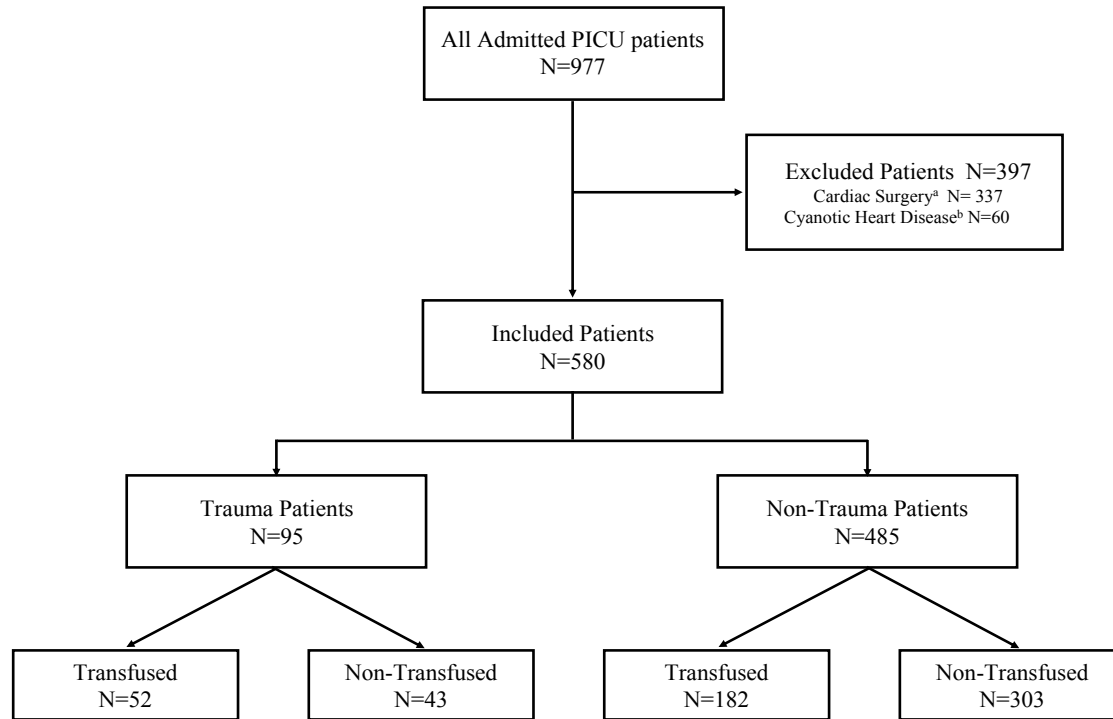 All Admitted PICU patients
N=977
Excluded Patients N=397
Cardiac Surgeryᵃ N= 337
Cyanotic Heart Diseaseᵇ N=60
Included Patients
N=580
Trauma Patients
N=95
Non-Trauma Patients
N=485
Transfused
N=52
Non-Transfused
N=43
Transfused
N=182
Non-Transfused
N=303